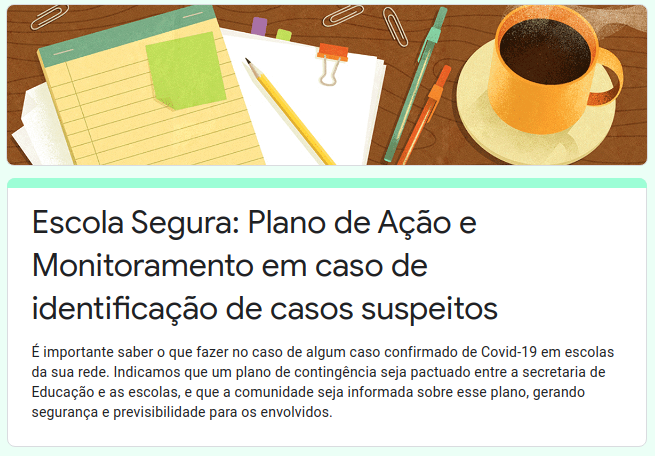 Escola Segura: Plano de Ação e
Monitoramento em caso de
identificação de casos suspeitos
É importante saber o que fazer no caso de algum caso confirmado de Covid-19 em escolas
da sua rede. Indicamos que um plano de contingência seja pactuado entre a secretaria de
Educação e as escolas, e que a comunidade seja informada sobre esse plano, gerando
segurança e previsibilidade para os envolvidos.